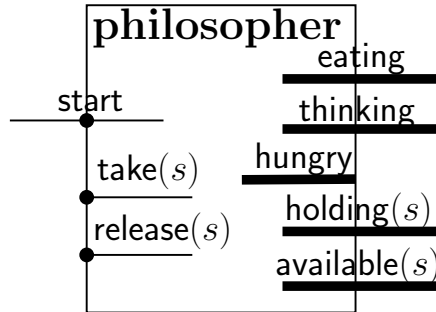 philosopher
eating
start
thinking
hungry
take(s)
holding(s)
release(s)
available(s)